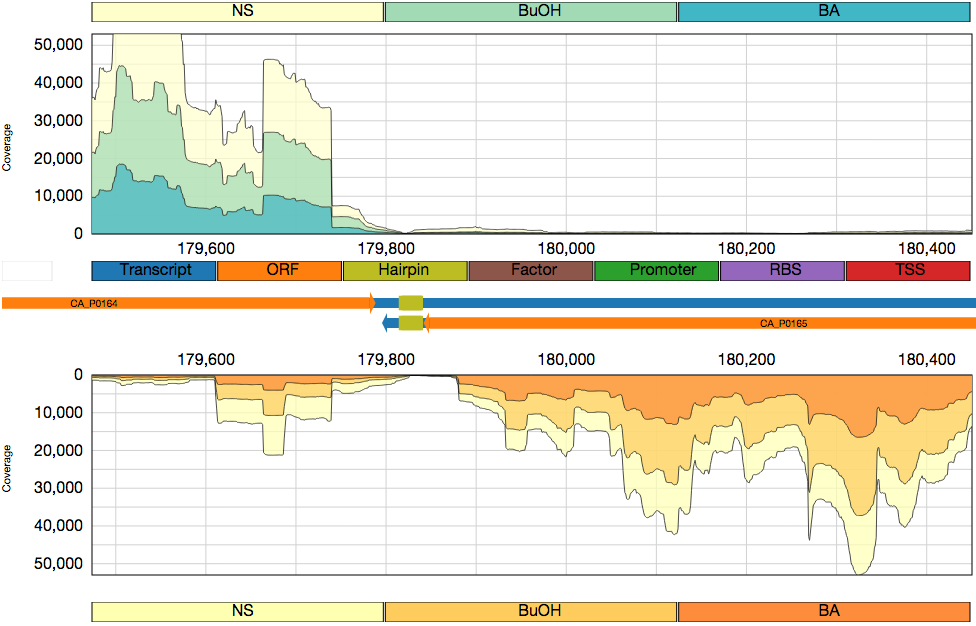 NS BuOH BA
50,000
40,000
30,000
20,000
10,000
0
Coverage
179,600 179,800 180,000 180,200 180,400
Transcript ORF Hairpin Factor Promoter RBS TSS
CA_P0164
CA_P0165
179,600 179,800 180,000 180,200 180,400
0
10,000
20,000
30,000
40,000
50,000
Coverage
NS BuOH BA